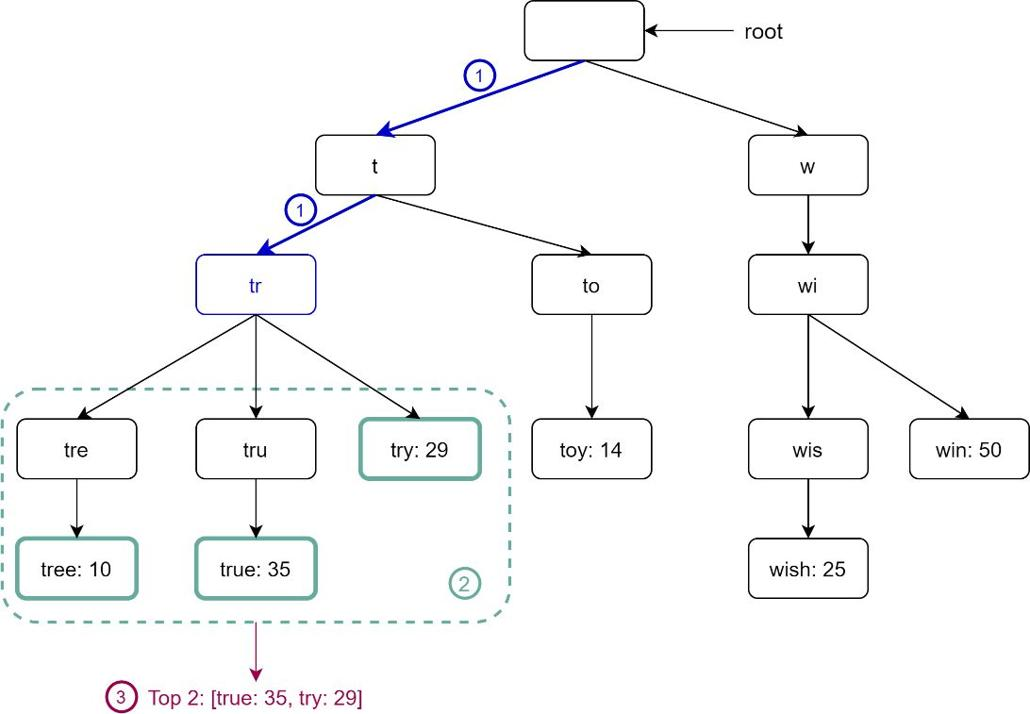 root
1
t
w
1
tr
to
wi
tre
tru
try: 29
toy: 14
wis
win: 50
tree: 10
true: 35
2
wish: 25
3 Top 2: [true: 35, try: 29]